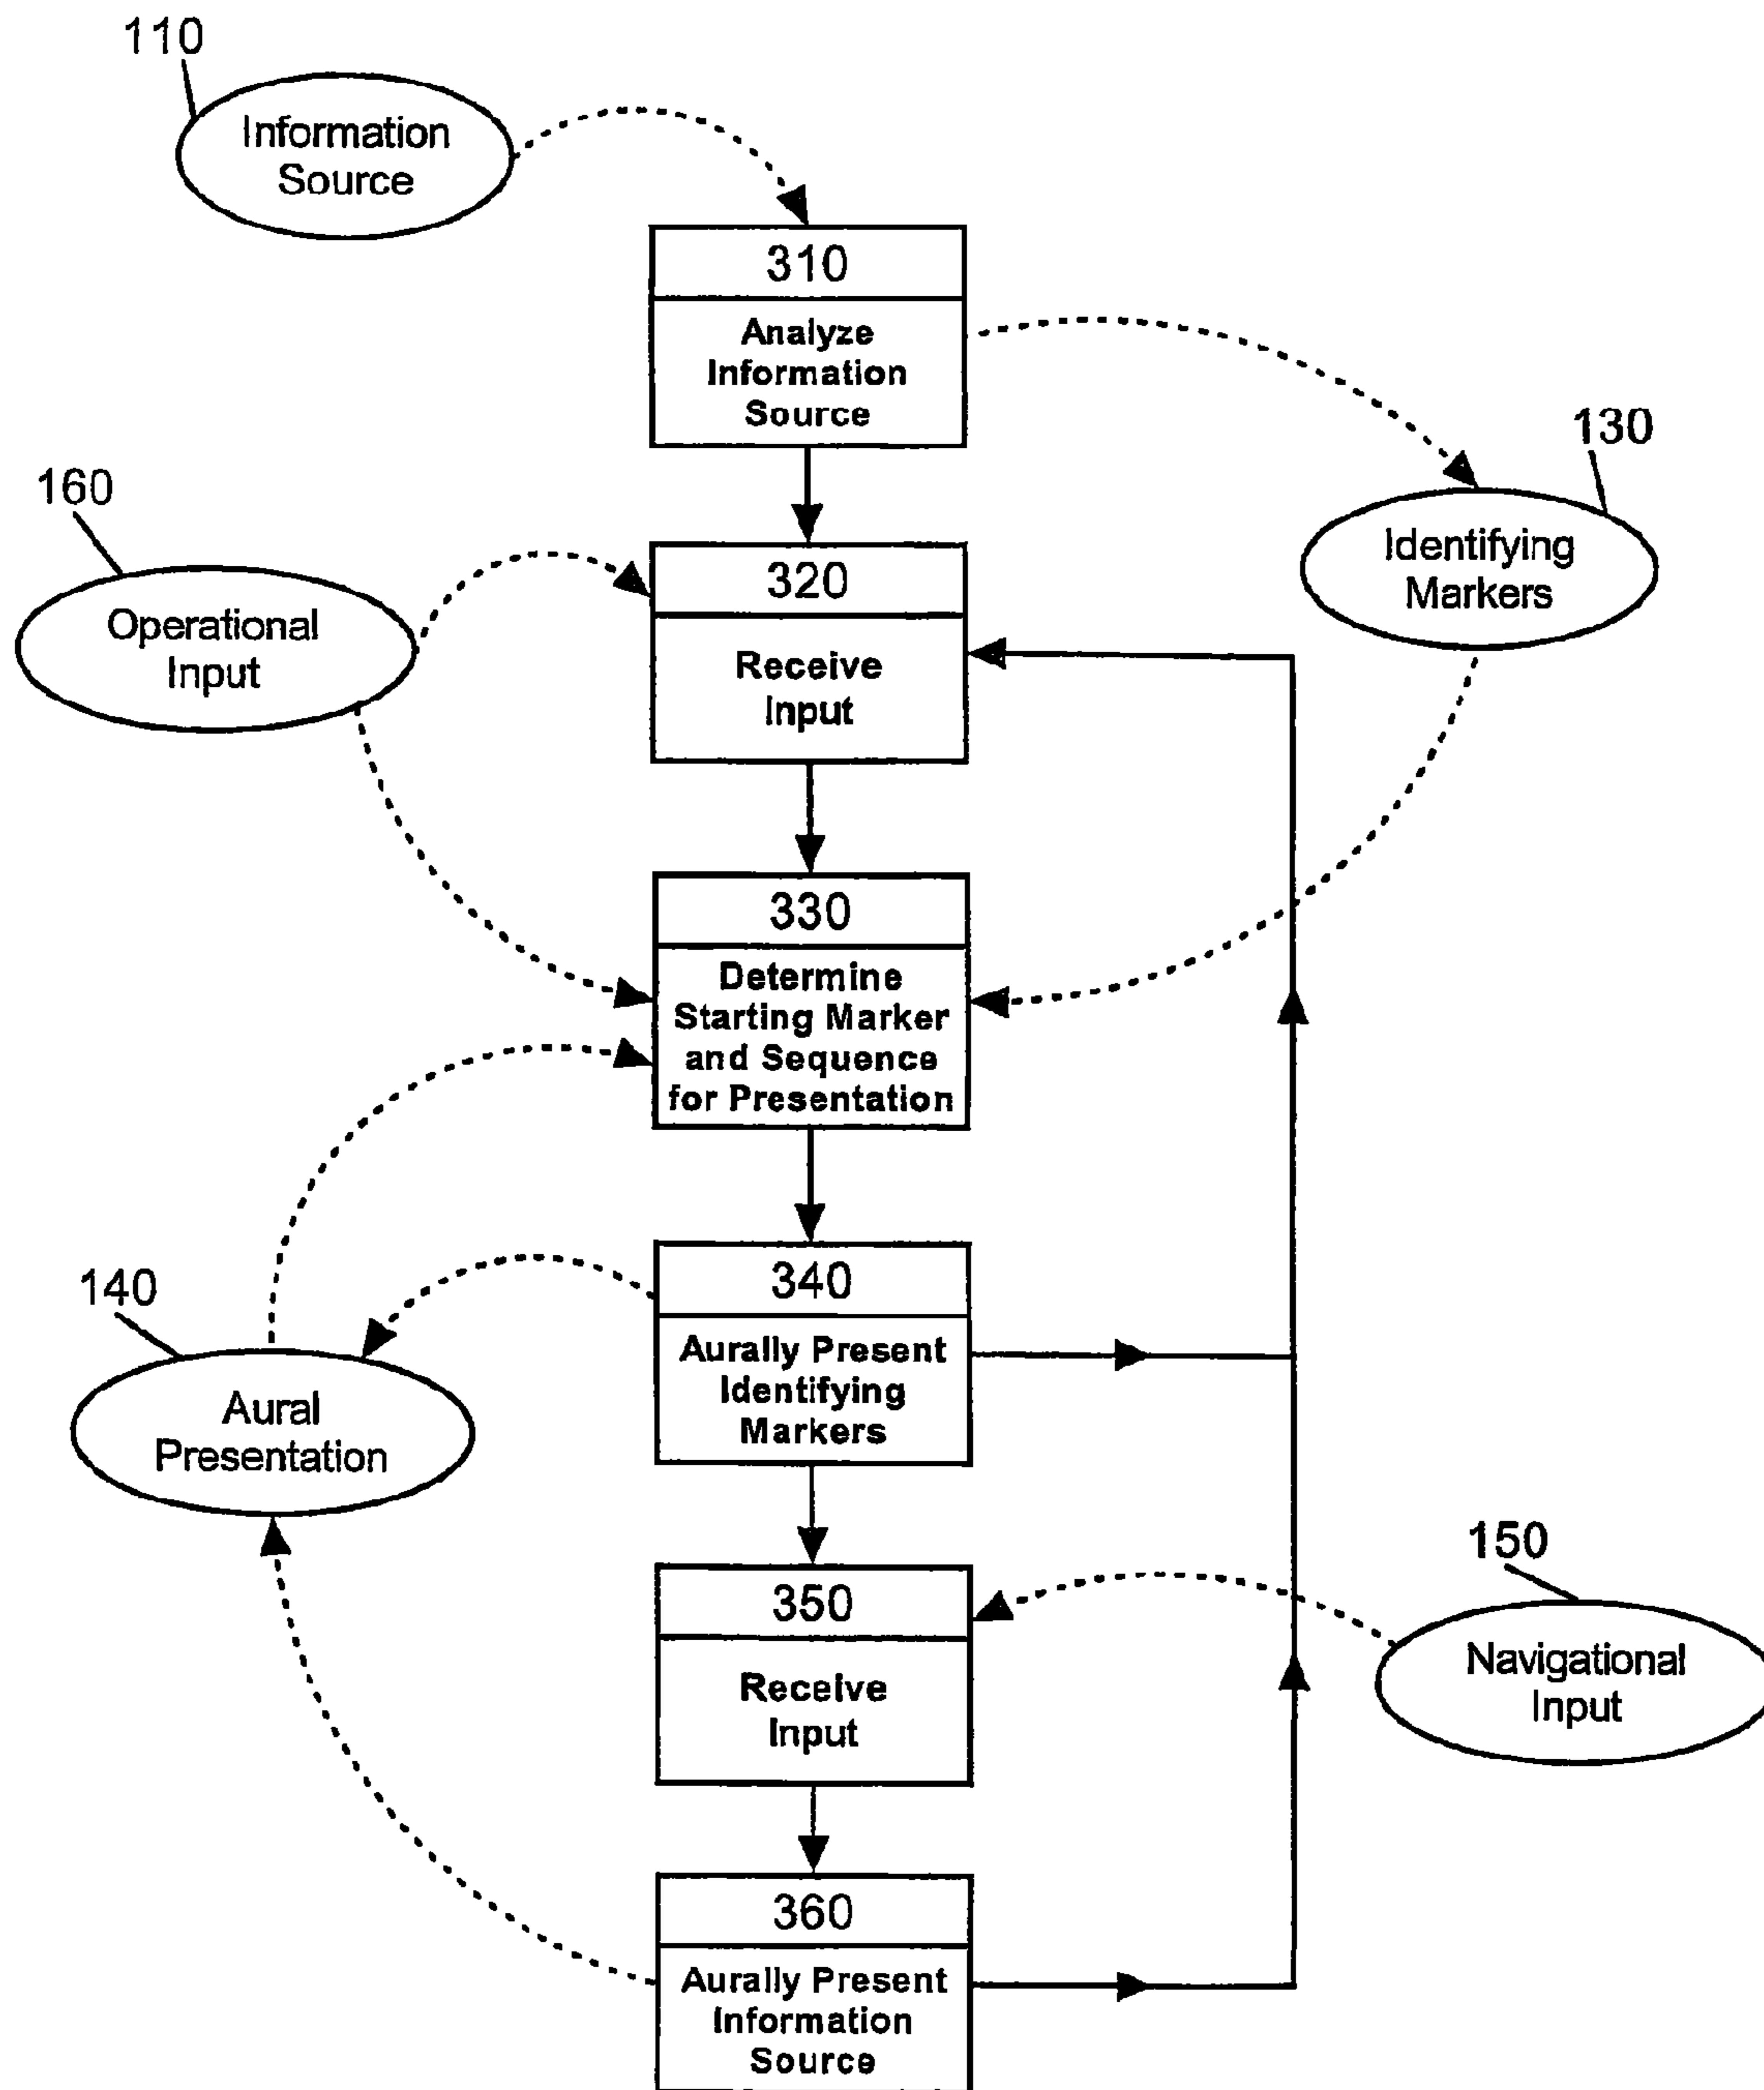 110
Information
Source
310
Analyze
Information
Source
130
Identifying
Markers
160
Operational
Input
320
Receive
Input
330
Determine
Starting Marker
and Sequence
for Presentation
340
Aurally Present
Identifying
Markers
140
Aural
Presentation
350
Receive
Input
150
Navigational
Input
360
Aurally Present
Information
Source